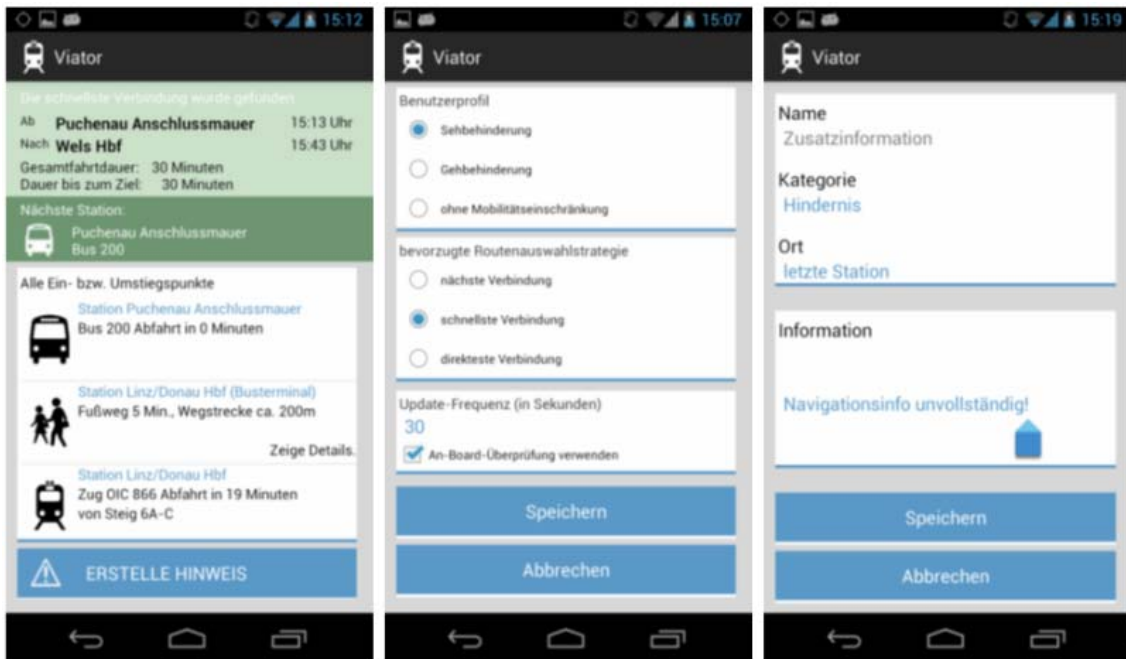 15:12
Viator
Die schnellste Verbindung wurde gefunden
Ab Puchenau Anschlussmauer 15:13 Uhr
Nach Wels Hbf 15:43 Uhr
Gesamtfahrtdauer: 30 Minuten
Dauer bis zum Ziel: 30 Minuten
Nächste Station:
Puchenau Anschlussmauer
Bus 200
Alle Ein- bzw. Umstiegspunkte
Station Puchenau Anschlussmauer
Bus 200 Abfahrt in 0 Minuten
Station Linz/Donau Hbf (Busterminal)
Fußweg 5 Min., Wegstrecke ca. 200m
Zeige Details.
Station Linz/Donau Hbf
Zug OIC 866 Abfahrt in 19 Minuten
von Steig 6A-C
ERSTELLE HINWEIS
15:07
Viator
Benutzerprofil
Sehbehinderung
Gehbehinderung
ohne Mobilitätseinschränkung
bevorzugte Routenauswahlstrategie
nächste Verbindung
schnellste Verbindung
direkteste Verbindung
Update-Frequenz (in Sekunden)
30
An-Board-Überprüfung verwenden
Speichern
Abbrechen
15:19
Viator
Name
Zusatzinformation
Kategorie
Hindernis
Ort
letzte Station
Information
Navigationsinfo unvollständig!
Speichern
Abbrechen